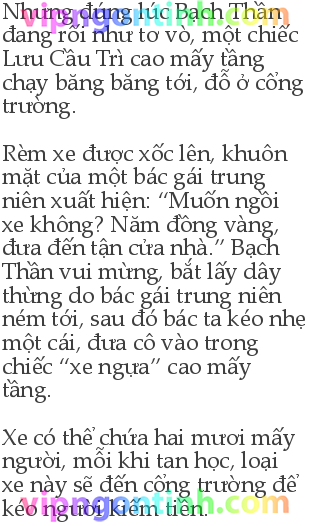 vipngontinh.com
Nhưng đúng lúc Bạch Thần
đang rối như tơ vò, một chiếc
Lưu Cầu Trì cao mấy tầng
chạy băng băng tới, đỗ ở cổng
trường.

Rèm xe được xốc lên, khuôn
mặt của một bác gái trung
niên xuất hiện: “Muốn ngồi
xe không? Năm đồng vàng,
đưa đến tận cửa nhà.” Bạch
Thần vui mừng, bắt lấy dây
thừng do bác gái trung niên
ném tới, sau đó bác ta kéo nhẹ
một cái, đưa cô vào trong
chiếc “xe ngựa” cao mấy
tầng.

Xe có thể chứa hai mươi mấy
người, mỗi khi tan học, loại
xe này sẽ đến cổng trường để
kéo người kiếm tiền.
vipngontinh.com